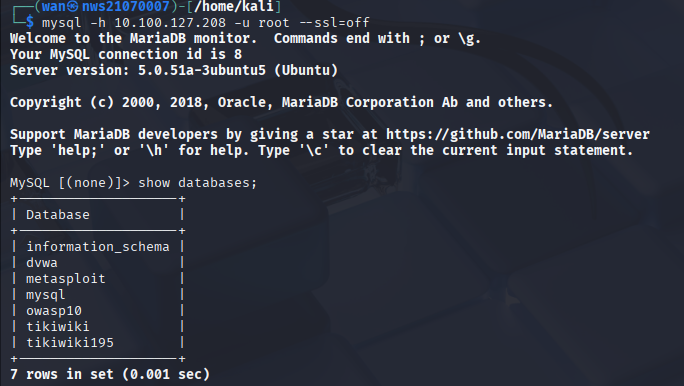 ┌──(wan㉿nws21070007)-[/home/kali]
└─$ mysql -h 10.100.127.208 -u root --ssl=off
Welcome to the MariaDB monitor.  Commands end with ; or \g.
Your MySQL connection id is 8
Server version: 5.0.51a-3ubuntu5 (Ubuntu)

Copyright (c) 2000, 2018, Oracle, MariaDB Corporation Ab and others.

Support MariaDB developers by giving a star at https://github.com/MariaDB/server
Type 'help;' or '\h' for help. Type '\c' to clear the current input statement.

MySQL [(none)]> show databases;
+--------------------+
| Database           |
+--------------------+
| information_schema |
| dvwa               |
| metasploit         |
| mysql              |
| owasp10            |
| tikiwiki           |
| tikiwiki195        |
+--------------------+
7 rows in set (0.001 sec)